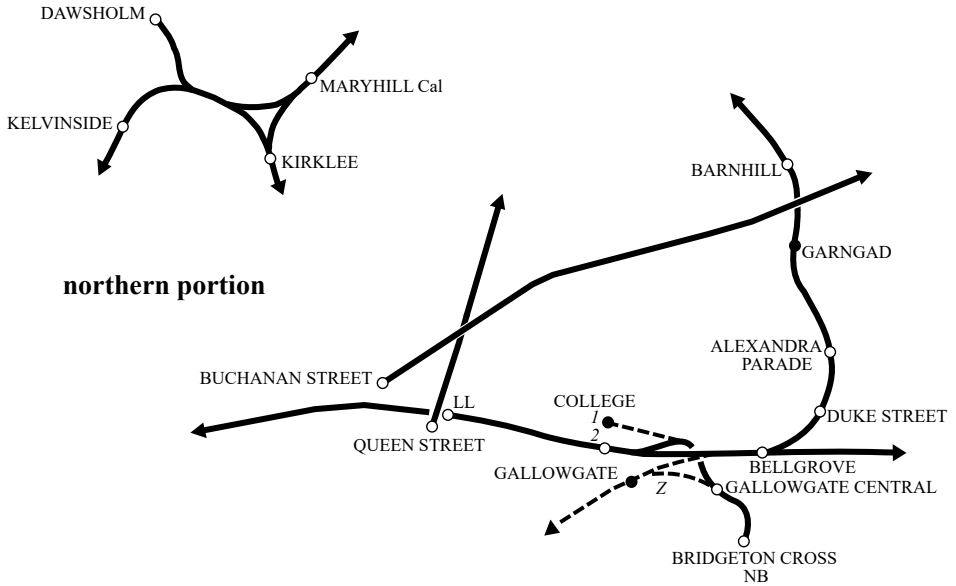 DAWSHOLM
MARYHILL Cal
KELVINSIDE
KIRKLEE
BARNHILL
GARNGAD
northern portion
ALEXANDRA
PARADE
BUCHANAN STREET
LL
COLLEGE
1
2
DUKE STREET
QUEEN STREET
BELLGROVE
GALLOWGATE
Z
GALLOWGATE CENTRAL
BRIDGETON CROSS
NB